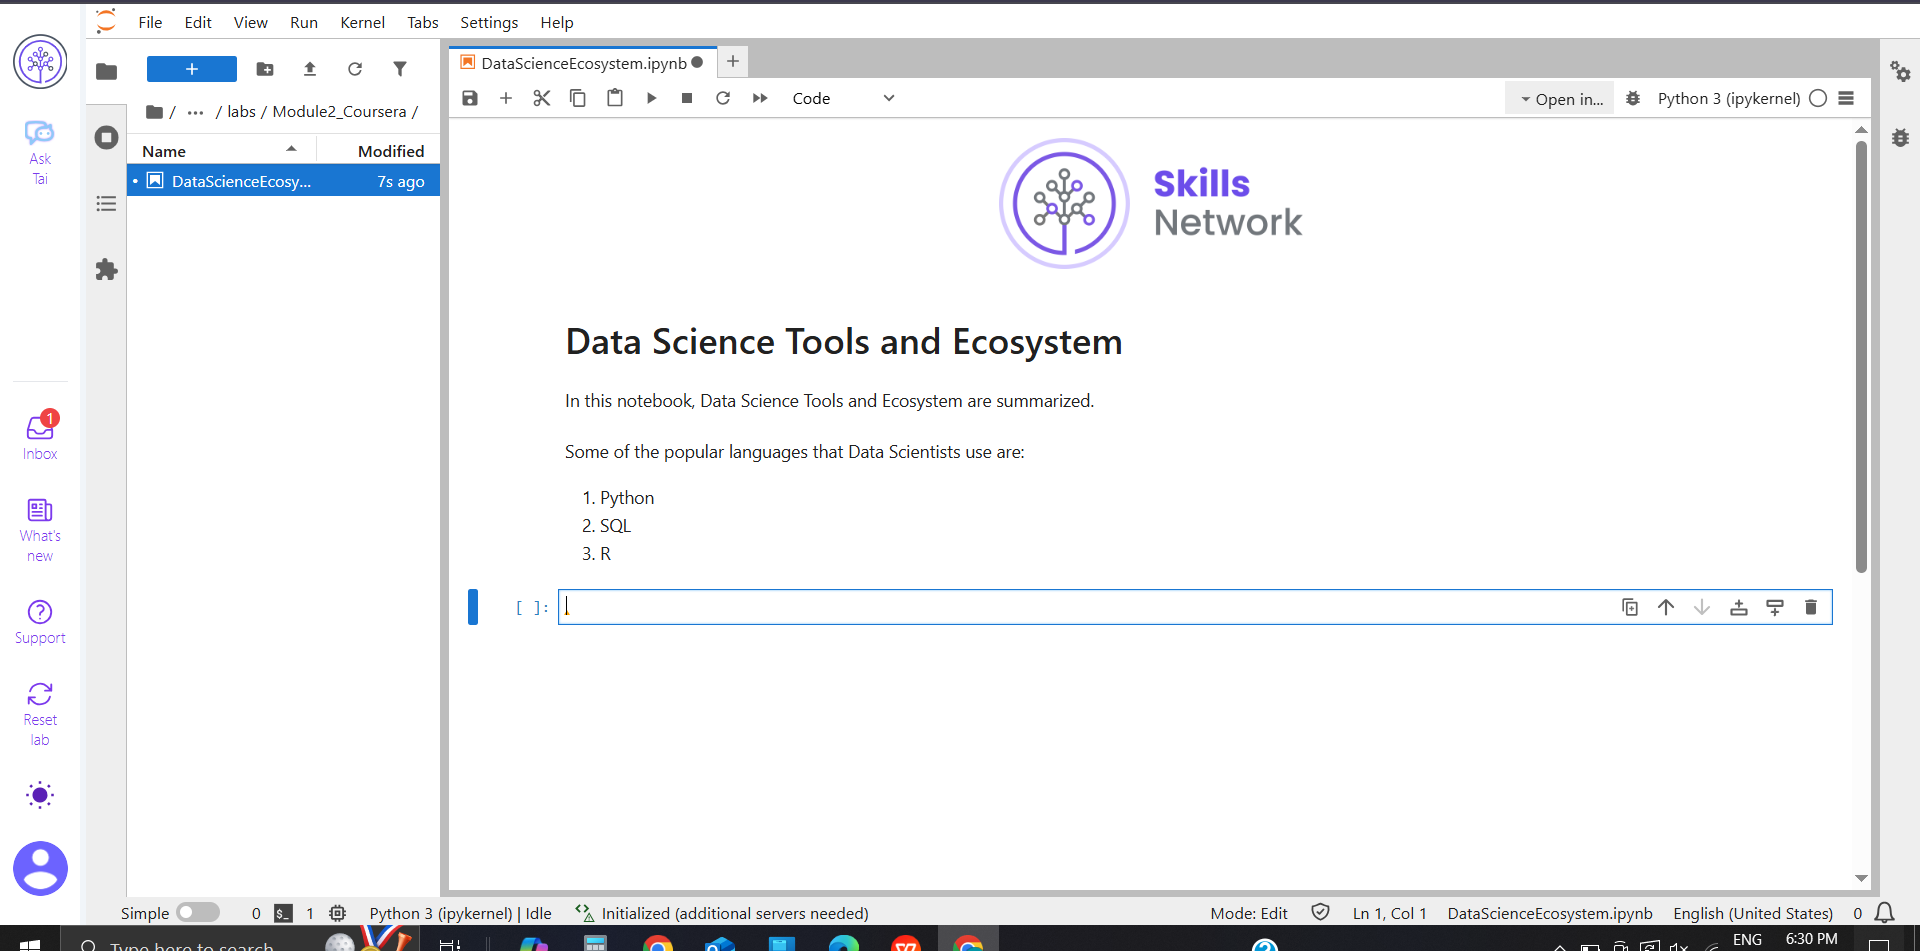 File Edit View Run Kernel Tabs Settings Help
Ask
Tai
1
Inbox
What's
new
Support
Reset
lab
/ ... / labs / Module2_Coursera /
Name Modified
DataScienceEcosy... 7s ago
DataScienceEcosystem.ipynb
Code
Open in...
Python 3 (ipykernel)
Skills
Network
Data Science Tools and Ecosystem
In this notebook, Data Science Tools and Ecosystem are summarized.
Some of the popular languages that Data Scientists use are:
1. Python
2. SQL
3. R
[ ]:
Simple 0 $_ 1 Python 3 (ipykernel) | Idle Initialized (additional servers needed) Mode: Edit Ln 1, Col 1 DataScienceEcosystem.ipynb English (United States) 0
Type here to search
ENG 6:30 PM